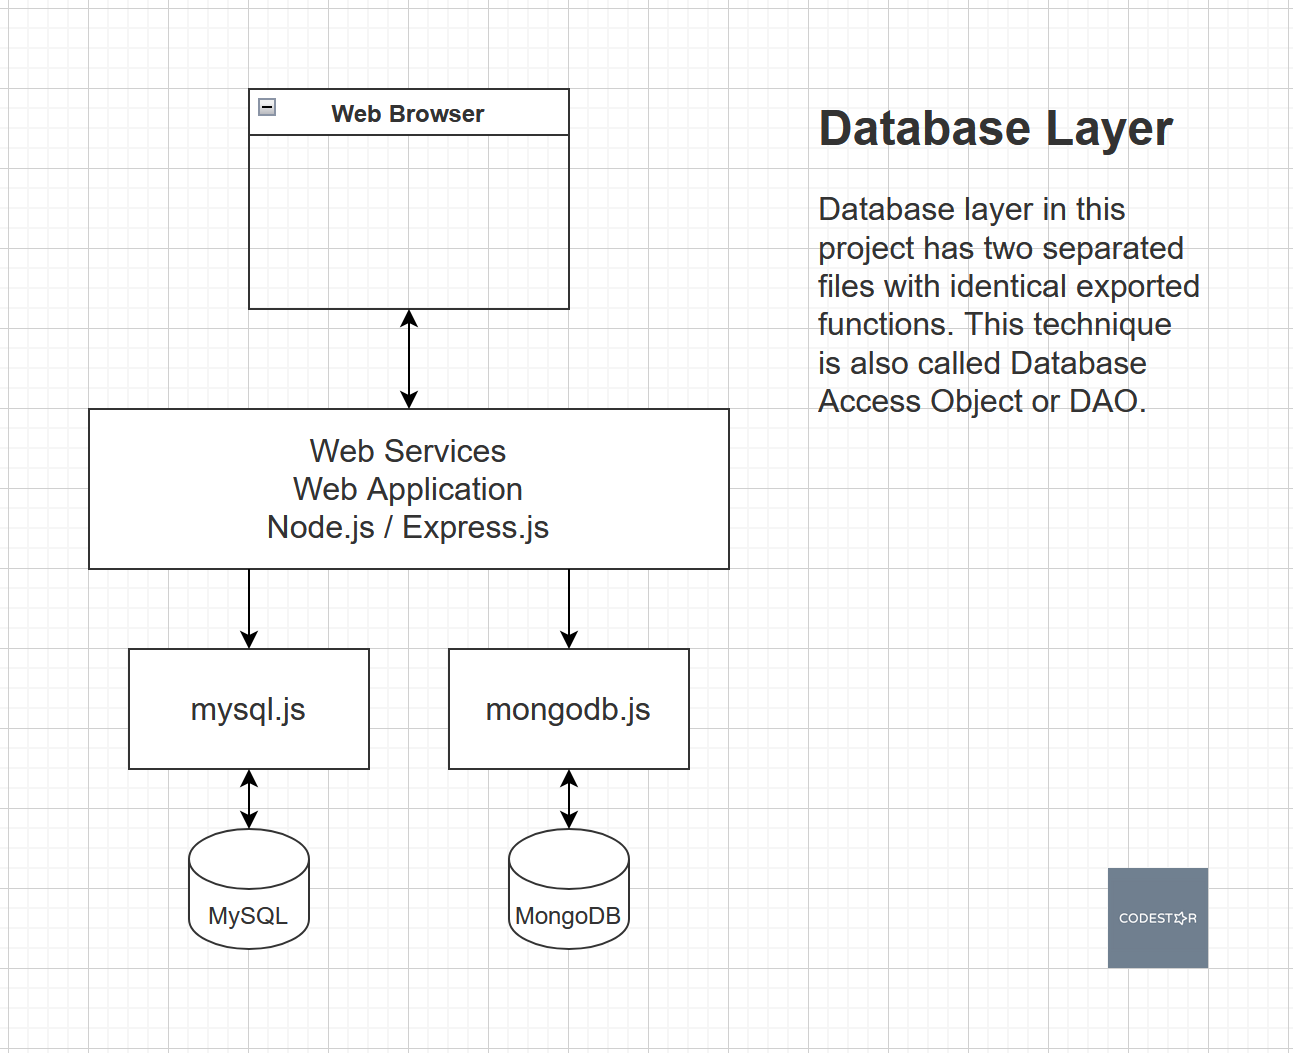 Web Browser
Database Layer
Database layer in this
project has two separated
files with identical exported
functions. This technique
is also called Database
Access Object or DAO.
Web Services
Web Application
Node.js / Express.js
mysql.js
mongodb.js
MySQL
MongoDB
CODEST☆R